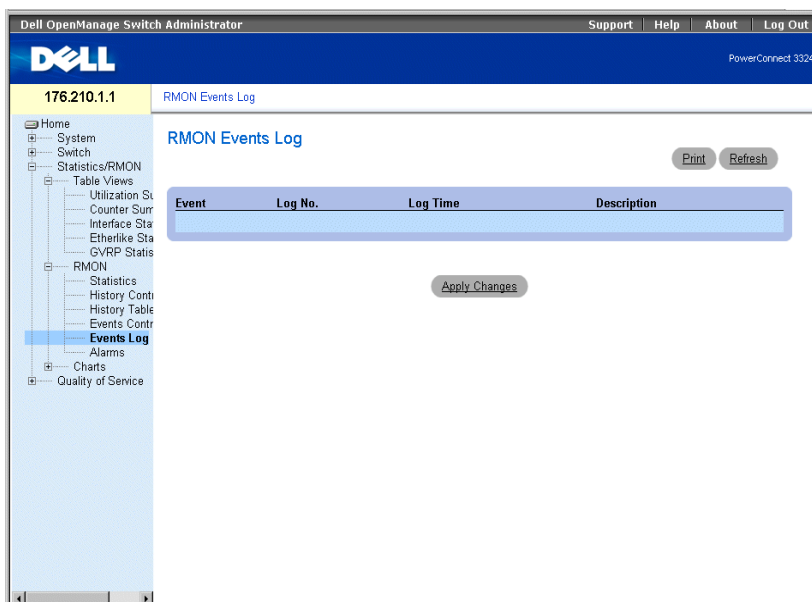 Dell OpenManage Switch Administrator
Support Help About Log Out
DELL
PowerConnect 3324
176.210.1.1
RMON Events Log
Home
System
Switch
Statistics/RMON
Table Views
Utilization Su
Counter Sum
Interface Sta
Etherlike Sta
GVRP Statis
RMON
Statistics
History Contr
History Table
Events Contr
Events Log
Alarms
Charts
Quality of Service
RMON Events Log
Print Refresh
Event Log No. Log Time Description
Apply Changes